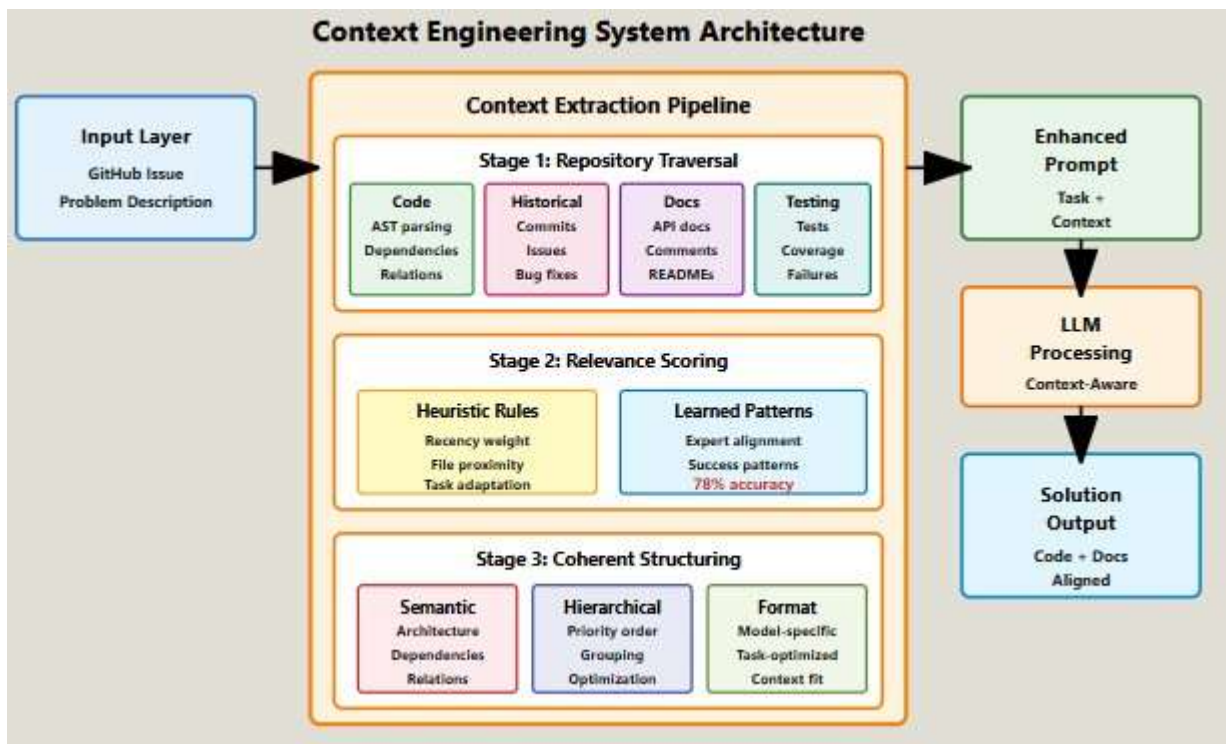 Context Engineering System Architecture
Input Layer
GitHub Issue
Problem Description
Context Extraction Pipeline
Stage 1: Repository Traversal
Code
AST parsing
Dependencies
Relations
Historical
Commits
Issues
Bug fixes
Docs
API docs
Comments
READMEs
Testing
Tests
Coverage
Failures
Stage 2: Relevance Scoring
Heuristic Rules
Recency weight
File proximity
Task adaptation
Learned Patterns
Expert alignment
Success patterns
78% accuracy
Stage 3: Coherent Structuring
Semantic
Architecture
Dependencies
Relations
Hierarchical
Priority order
Grouping
Optimization
Format
Model-specific
Task-optimized
Context fit
Enhanced
Prompt
Task +
Context
LLM
Processing
Context-Aware
Solution
Output
Code + Docs
Aligned